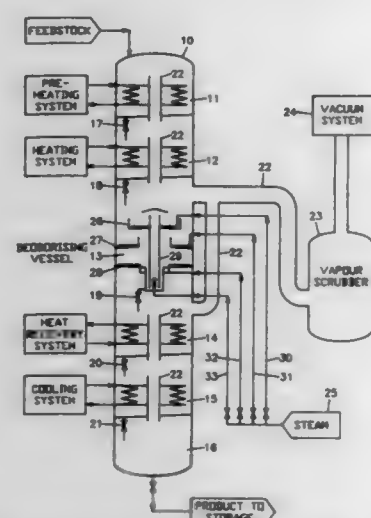 FEEDSTOCK
10
PRE-
HEATING
SYSTEM
22
11
17
HEATING
SYSTEM
22
12
18
24
VACUUM
SYSTEM
22
23
VAPOUR
SCRUBBER
26
27
13
28
DEODORISING
VESSEL
29
22
19
HEAT
RECOVERY
SYSTEM
22
14
20
32
33
30
31
25
STEAM
COOLING
SYSTEM
22
15
21
16
PRODUCT TO
STORAGE